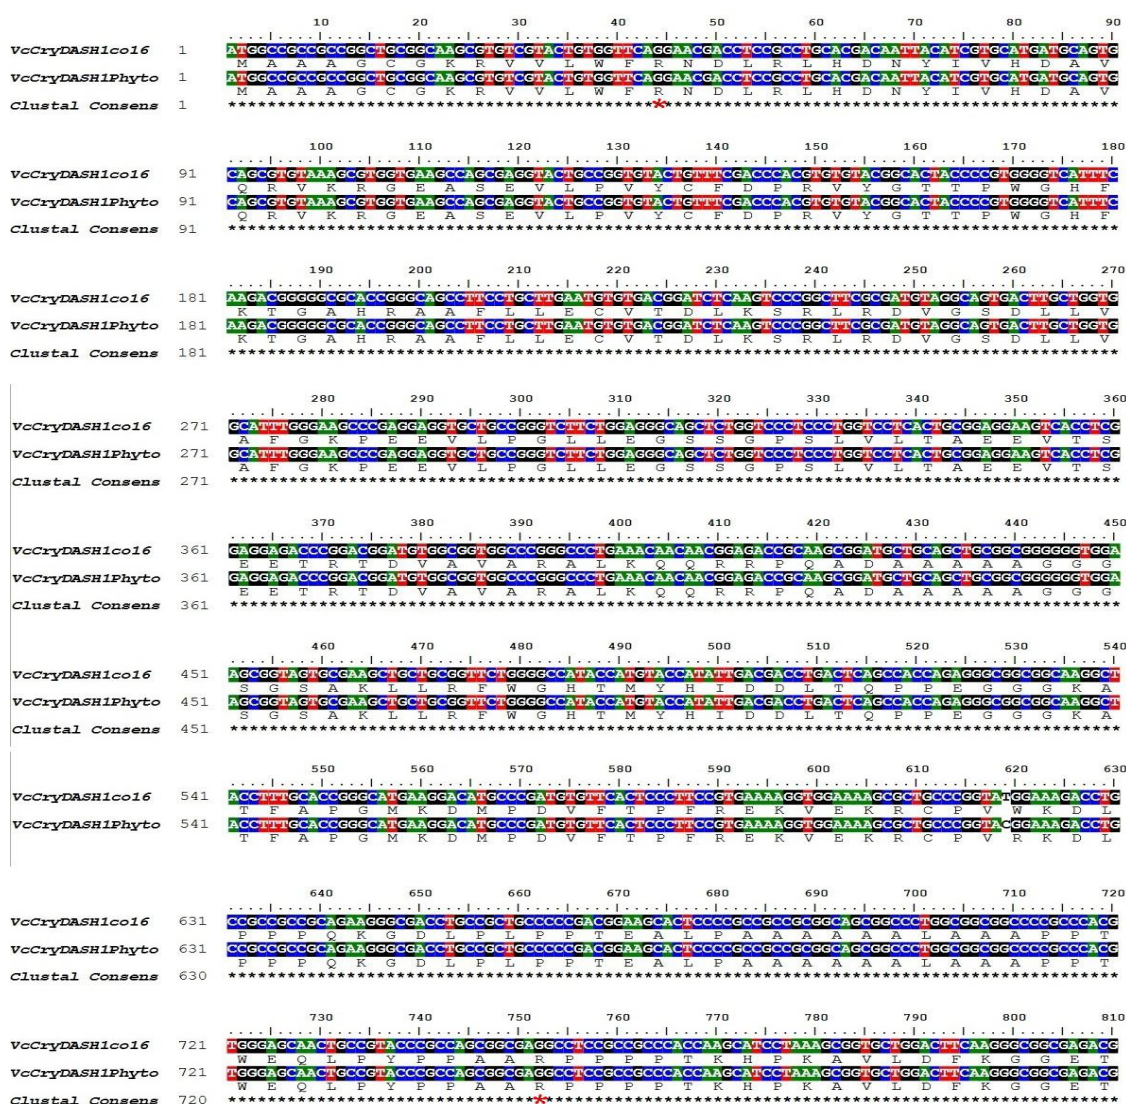 10 20 30 40 50 60 70 80 90
VcCryDASH1co16 1 ATGGCCGCCGCCGGCTGCGGCAAGCGTGTCGTACTGTGGTTCAGGAACGACCTCCGCCTGCACGACAATTACATCGTGCATGATGCAGTG
M A A A G C G K R V V L W F R N D L R L H D N Y I V H D A V
VcCryDASH1Phyto 1 ATGGCCGCCGCCGGCTGCGGCAAGCGTGTCGTACTGTGGTTCAGGAACGACCTCCGCCTGCACGACAATTACATCGTGCATGATGCAGTG
M A A A G C G K R V V L W F R N D L R L H D N Y I V H D A V
Clustal Consens 1
100 110 120 130 140 150 160 170 180
VcCryDASH1co16 91 CAGCGTGTAAAGCGTGGTGAAGCCAGCGAGGTACTGCCGGTGTACTGTTTCGACCCACGTGTGTACGGCACTACCCCGTGGGGTCATTTC
Q R V K R G E A S E V L P V Y C F D P R V Y G T T P W G H F
VcCryDASH1Phyto 91 CAGCGTGTAAAGCGTGGTGAAGCCAGCGAGGTACTGCCGGTGTACTGTTTCGACCCACGTGTGTACGGCACTACCCCGTGGGGTCATTTC
Q R V K R G E A S E V L P V Y C F D P R V Y G T T P W G H F
Clustal Consens 91
190 200 210 220 230 240 250 260 270
VcCryDASH1co16 181 AAGACGGGGGCGCACCGGGCAGCCTTCCTGCTTGAATGTGTGACGGATCTCAAGTCCCGGCTTCGCGATGTAGGCAGTGACTTGCTGGTG
K T G A H R A A F L L E C V T D L K S R L R D V G S D L L V
VcCryDASH1Phyto 181 AAGACGGGGGCGCACCGGGCAGCCTTCCTGCTTGAATGTGTGACGGATCTCAAGTCCCGGCTTCGCGATGTAGGCAGTGACTTGCTGGTG
K T G A H R A A F L L E C V T D L K S R L R D V G S D L L V
Clustal Consens 181
280 290 300 310 320 330 340 350 360
VcCryDASH1co16 271 GCATTTGGGAAGCCCGAGGAGGTGCTGCCGGGTCTTCTGGAGGGCAGCTCTGGTCCCTCCCTGGTCCTCACTGCGGAGGAAGTCACCTCG
A F G K P E E V L P G L L E G S S G P S L V L T A E E V T S
VcCryDASH1Phyto 271 GCATTTGGGAAGCCCGAGGAGGTGCTGCCGGGTCTTCTGGAGGGCAGCTCTGGTCCCTCCCTGGTCCTCACTGCGGAGGAAGTCACCTCG
A F G K P E E V L P G L L E G S S G P S L V L T A E E V T S
Clustal Consens 271
370 380 390 400 410 420 430 440 450
VcCryDASH1co16 361 GAGGAGACCCGGACGGATGTGGCGGTGGCCCGGGCCCTGAAACAACAACGGAGACCGCAAGCGGATGCTGCAGCTGCGGCGGGGGGTGGA
E E T R T D V A V A R A L K Q Q R R P Q A D A A A A A G G G
VcCryDASH1Phyto 361 GAGGAGACCCGGACGGATGTGGCGGTGGCCCGGGCCCTGAAACAACAACGGAGACCGCAAGCGGATGCTGCAGCTGCGGCGGGGGGTGGA
E E T R T D V A V A R A L K Q Q R R P Q A D A A A A A G G G
Clustal Consens 361
460 470 480 490 500 510 520 530 540
VcCryDASH1co16 451 AGCGGTAGTGCGAAGCTGCTGCGGTTCTGGGGCCATACCATGTACCATATTGACGACCTGACTCAGCCACCAGAGGGCGGCGGCAAGGCT
S G S A K L L R F W G H T M Y H I D D L T Q P P E G G G K A
VcCryDASH1Phyto 451 AGCGGTAGTGCGAAGCTGCTGCGGTTCTGGGGCCATACCATGTACCATATTGACGACCTGACTCAGCCACCAGAGGGCGGCGGCAAGGCT
S G S A K L L R F W G H T M Y H I D D L T Q P P E G G G K A
Clustal Consens 451
550 560 570 580 590 600 610 620 630
VcCryDASH1co16 541 ACCTTTGCACCGGGCATGAAGGACATGCCCGATGTGTTCACTCCCTTCCGTGAAAAGGTGGAAAAGCGCTGCCCGGTATGGAAAGACCTG
T F A P G M K D M P D V F T P F R E K V E K R C P V W K D L
VcCryDASH1Phyto 541 ACCTTTGCACCGGGCATGAAGGACATGCCCGATGTGTTCACTCCCTTCCGTGAAAAGGTGGAAAAGCGCTGCCCGGTACGGAAAGACCTG
T F A P G M K D M P D V F T P F R E K V E K R C P V R K D L
640 650 660 670 680 690 700 710 720
VcCryDASH1co16 631 CCGCCGCCGCAGAAGGGCGACCTGCCGCTGCCCCCGACGGAAGCACTCCCCGCCGCCGCGGCAGCGGCCCTGGCGGCGGCCCCGCCCACG
P P P Q K G D L P L P P T E A L P A A A A A A L A A A P P T
VcCryDASH1Phyto 631 CCGCCGCCGCAGAAGGGCGACCTGCCGCTGCCCCCGACGGAAGCACTCCCCGCCGCCGCGGCAGCGGCCCTGGCGGCGGCCCCGCCCACG
P P P Q K G D L P L P P T E A L P A A A A A A L A A A P P T
Clustal Consens 630
730 740 750 760 770 780 790 800 810
VcCryDASH1co16 721 TGGGAGCAACTGCCGTACCCGCCAGCGGCGAGGCCTCCGCCGCCCACCAAGCATCCTAAAGCGGTGCTGGACTTCAAGGGCGGCGAGACG
W E Q L P Y P P A A R P P P P T K H P K A V L D F K G G E T
VcCryDASH1Phyto 721 TGGGAGCAACTGCCGTACCCGCCAGCGGCGAGGCCTCCGCCGCCCACCAAGCATCCTAAAGCGGTGCTGGACTTCAAGGGCGGCGAGACG
W E Q L P Y P P A A R P P P P T K H P K A V L D F K G G E T
Clustal Consens 720